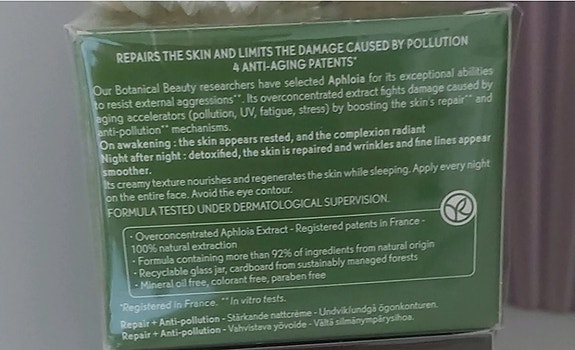 REPAIRS THE SKIN AND LIMITS THE DAMAGE CAUSED BY POLLUTION
4 ANTI-AGING PATENTS*
Our Botanical Beauty researchers have selected Aphloia for its exceptional abilities
to resist external aggressions**. Its overconcentrated extract fights damage caused by
aging accelerators (pollution, UV, fatigue, stress) by boosting the skin's repair** and
anti-pollution** mechanisms.
On awakening : the skin appears rested, and the complexion radiant
Night after night : detoxified, the skin is repaired and wrinkles and fine lines appear
smoother.
Its creamy texture nourishes and regenerates the skin while sleeping. Apply every night
on the entire face. Avoid the eye contour.
FORMULA TESTED UNDER DERMATOLOGICAL SUPERVISION.
• Overconcentrated Aphloia Extract - Registered patents in France -
100% natural extraction
• Formula containing more than 92% of ingredients from natural origin
• Recyclable glass jar, cardboard from sustainably managed forests
• Mineral oil free, colorant free, paraben free
*Registered in France. **In vitro tests.
Repair + Anti-pollution - Stärkande nattcrème - Undvik/undgå ögonkonturen.
Repair + Anti-pollution - Vahvistava yövoide - Vältä silmänympärysihoa.